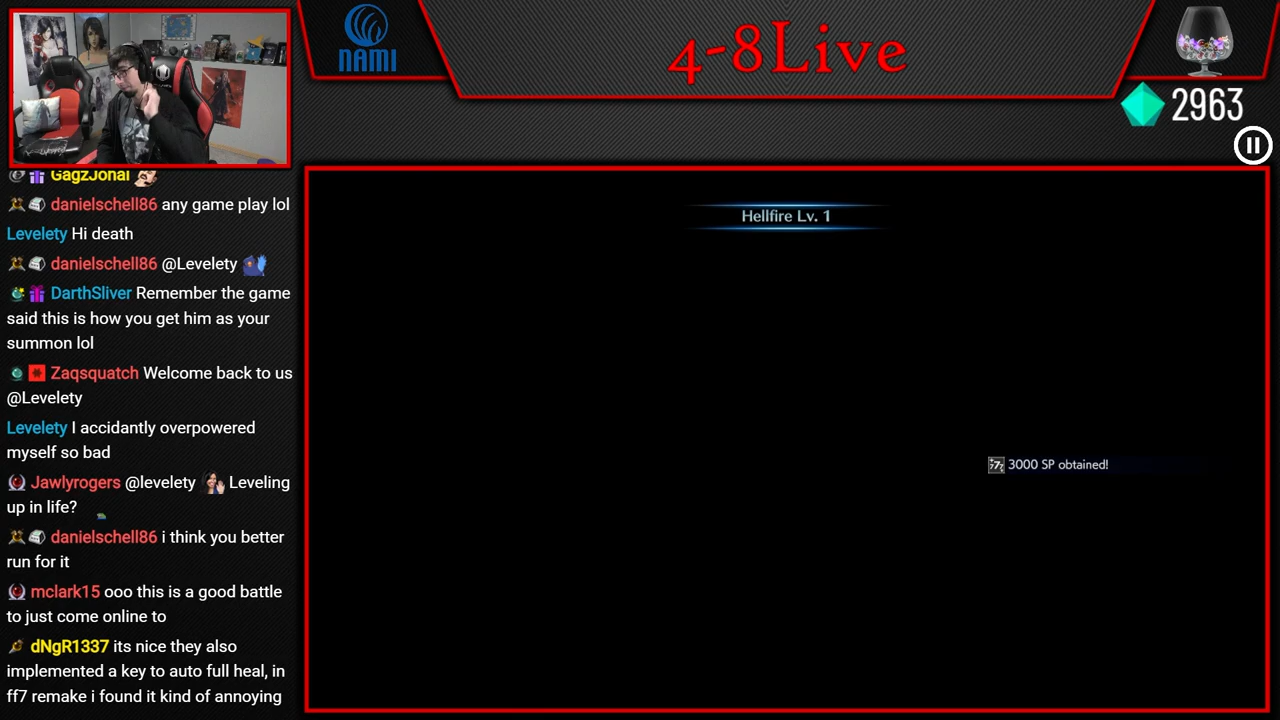 NAMI
4-8Live
2963
GagzJonal
danielschell86 any game play lol
Levelety Hi death
danielschell86 @Levelety
DarthSliver Remember the game
said this is how you get him as your
summon lol
Zaqsquatch Welcome back to us
@Levelety
Levelety I accidantly overpowered
myself so bad
Jawlyrogers @levelety Leveling
up in life?
danielschell86 i think you better
run for it
mclark15 ooo this is a good battle
to just come online to
dNgR1337 its nice they also
implemented a key to auto full heal, in
ff7 remake i found it kind of annoying
Hellfire Lv. 1
3000 SP obtained!